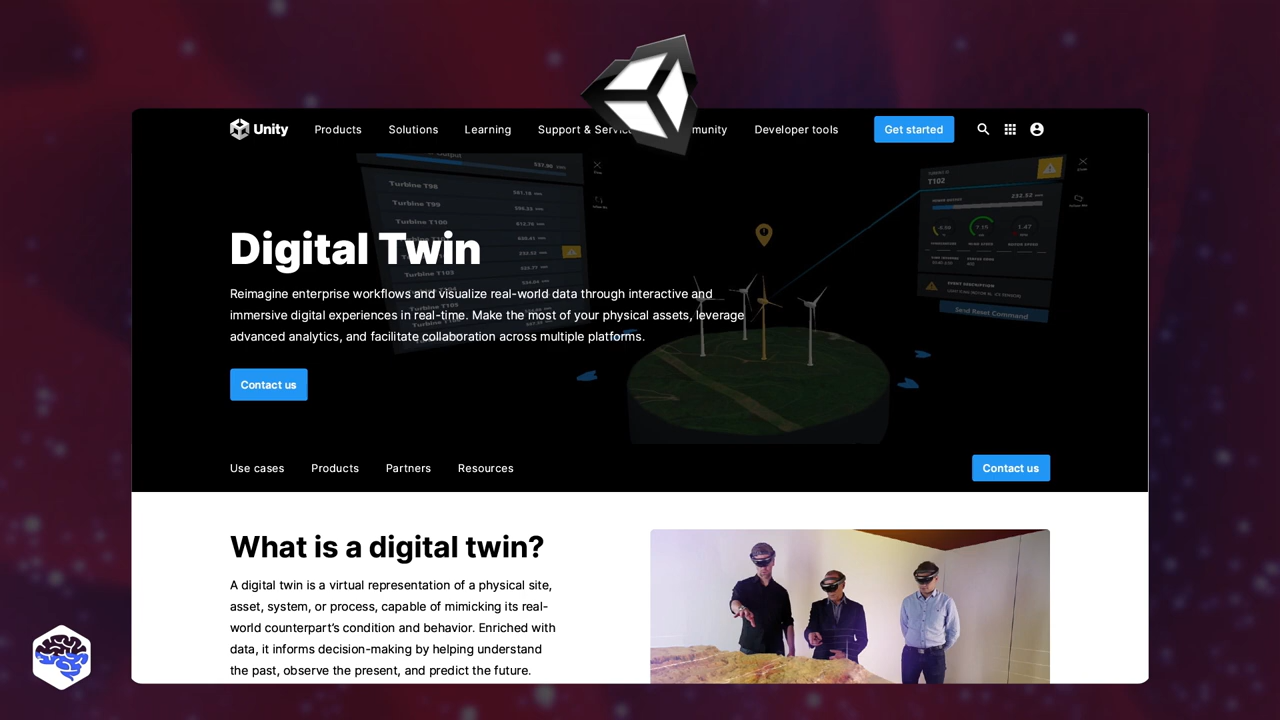 Unity
Products
Solutions
Learning
Support & Servic
munity
Developer tools
Get started
Output
Turbine T98
Turbine T99
Turbine T100
T102
232.52
Digital Twin
Reimagine enterprise workflows and visualize real-world data through interactive and
immersive digital experiences in real-time. Make the most of your physical assets, leverage
advanced analytics, and facilitate collaboration across multiple platforms.
Send Reset Command
Contact us
Use cases
Products
Partners
Resources
Contact us
What is a digital twin?
A digital twin is a virtual representation of a physical site,
asset, system, or process, capable of mimicking its real-
world counterpart's condition and behavior. Enriched with
data, it informs decision-making by helping understand
the past, observe the present, and predict the future.